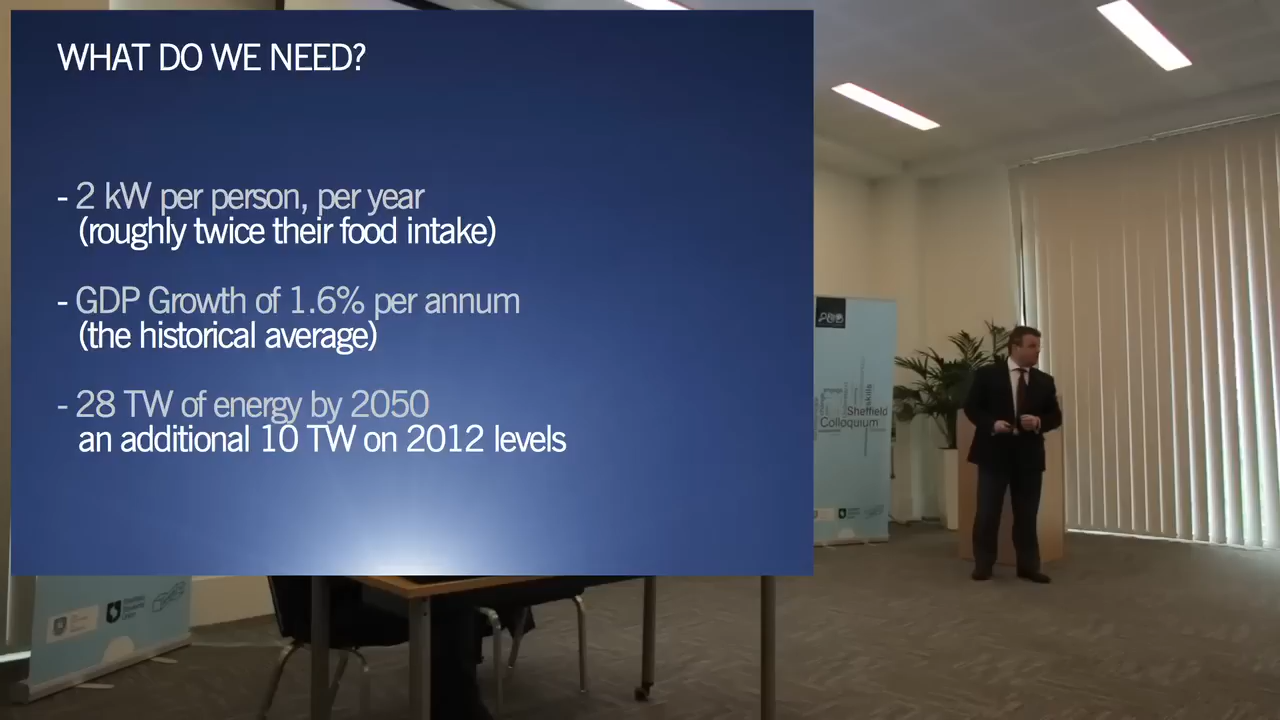 WHAT DO WE NEED?
- 2 kW per person, per year
(roughly twice their food intake)
- GDP Growth of 1.6% per annum
(the historical average)
- 28 TW of energy by 2050
an additional 10 TW on 2012 levels
skills
Sheffield
Colloquium